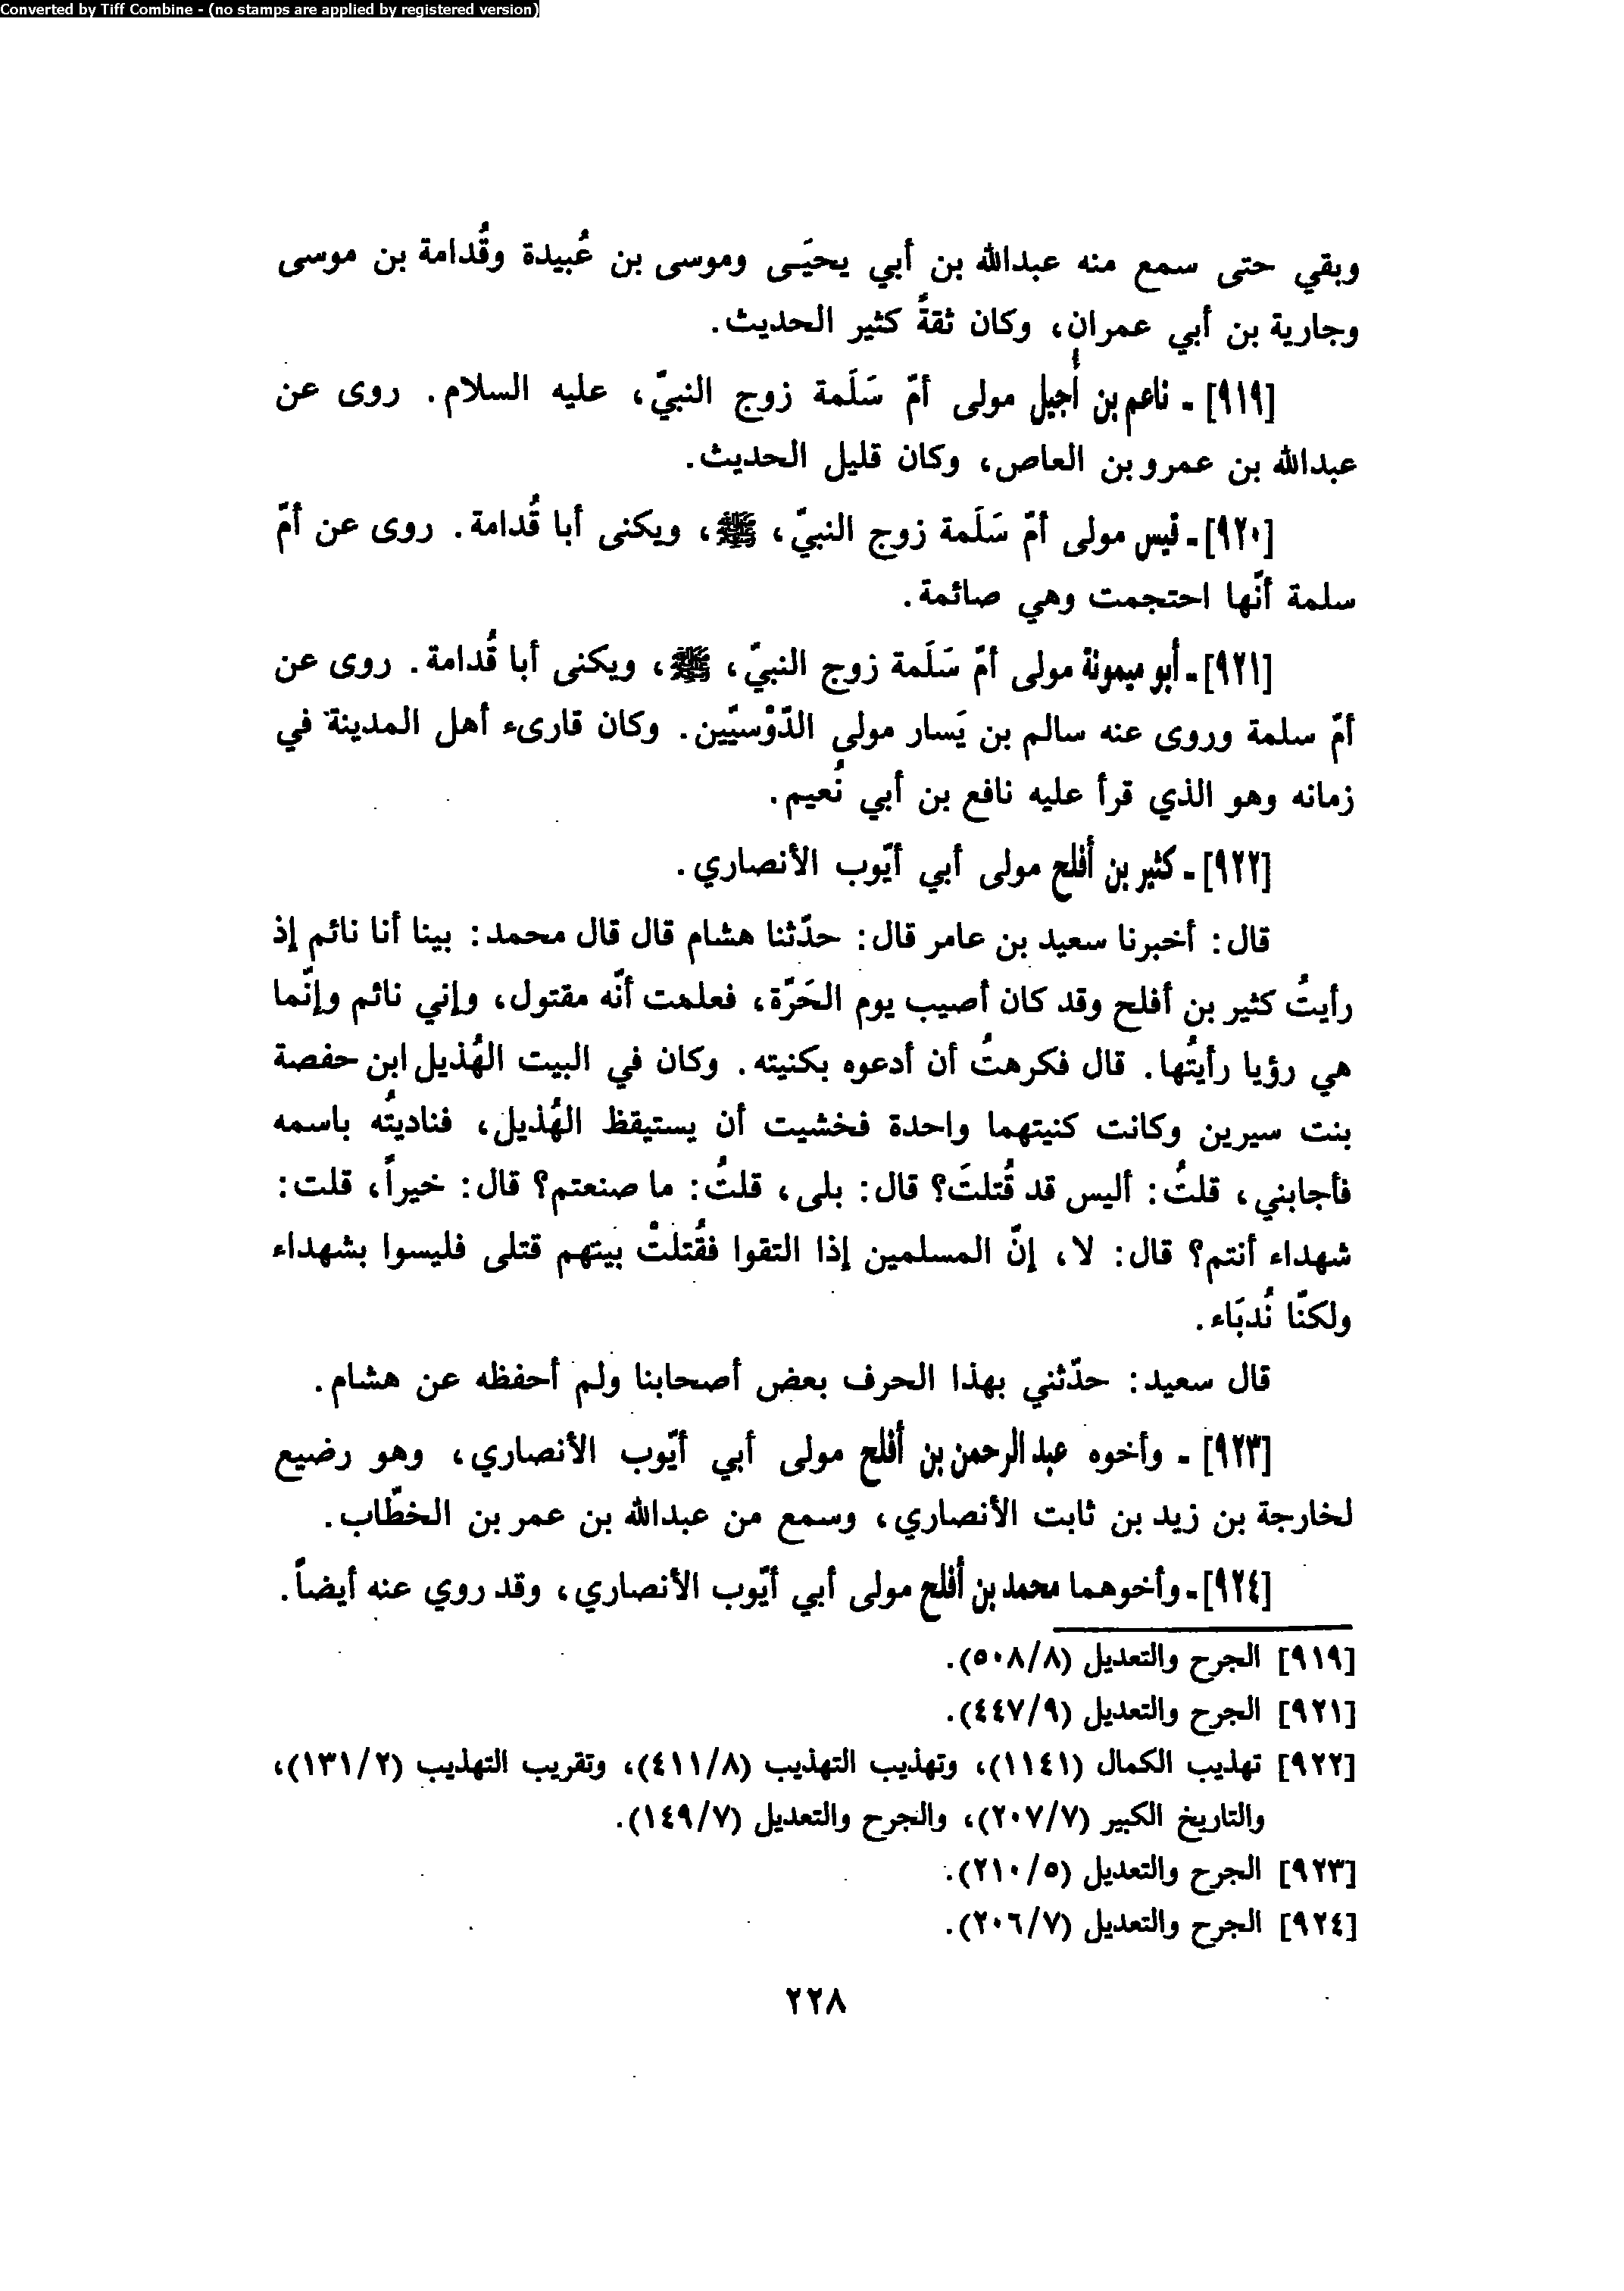 Converted by Tiff Combine - (no stamps are applied by registered version)
وبقي حتى سمع منه عبدالله بن أبي يحيَـى وموسى بن عُبيدة وقُدامة بن موسى
وجارية بن أبي عمران، وكان ثقةً كثير الحديث.
[٩١٩] - ناعم بن أُجيل مولى أمّ سَلَمة زوج النبيّ، عليه السلام. روى عن
عبدالله بن عمرو بن العاص، وكان قليل الحديث.
[٩٢٠] - قيس مولى أمّ سَلَمة زوج النبيّ، ﷺ، ويكنى أبا قُدامة. روى عن أمّ
سلمة أنّها احتجمت وهي صائمة.
[٩٢١] - أبو ميمونة مولى أمّ سَلَمة زوج النبيّ، ﷺ، ويكنى أبا قُدامة. روى عن
أمّ سلمة وروى عنه سالم بن يَسار مولى الدّوْسيّين. وكان قارىء أهل المدينة في
زمانه وهو الذي قرأ عليه نافع بن أبي نُعيم.
[٩٢٢] - كثير بن أفلح مولى أبي أيّوب الأنصاري.
قال: أخبرنا سعيد بن عامر قال: حدّثنا هشام قال قال محمد: بينا أنا نائم إذ
رأيتُ كثير بن أفلح وقد كان أصيب يوم الحَرّة، فعلمت أنّه مقتول، وإني نائم وإنّما
هي رؤيا رأيتُها. قال فكرهتُ أن أدعوه بكنيته. وكان في البيت الهُذيل ابن حفصة
بنت سيرين وكانت كنيتهما واحدة فخشيت أن يستيقظ الهُذيل، فناديتُه باسمه
فأجابني، قلتُ: أليس قد قُتلتَ؟ قال: بلى، قلتُ: ما صنعتم؟ قال: خيراً، قلت:
شهداء أنتم؟ قال: لا، إنّ المسلمين إذا التقوا فقُتلتْ بينهم قتلى فليسوا بشهداء
ولكنّا نُدبَاء.
قال سعيد: حدّثني بهذا الحرف بعض أصحابنا ولم أحفظه عن هشام.
[٩٢٣] - وأخوه عبد الرحمن بن أفلح مولى أبي أيّوب الأنصاري، وهو رضيع
لخارجة بن زيد بن ثابت الأنصاري، وسمع من عبدالله بن عمر بن الخطّاب.
[٩٢٤] - وأخوهما محمد بن أفلح مولى أبي أيّوب الأنصاري، وقد روي عنه أيضاً.
[٩١٩] الجرح والتعديل (٥٠٨/٨).
[٩٢١] الجرح والتعديل (٤٤٧/٩).
[٩٢٢] تهذيب الكمال (١١٤١)، وتهذيب التهذيب (٤١١/٨)، وتقريب التهذيب (١٣١/٢)،
والتاريخ الكبير (٢٠٧/٧)، والجرح والتعديل (١٤٩/٧).
[٩٢٣] الجرح والتعديل (٢١٠/٥).
[٩٢٤] الجرح والتعديل (٢٠٦/٧).
٢٢٨